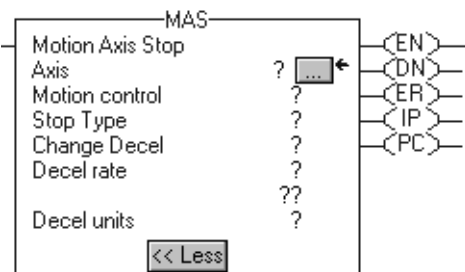 MAS
Motion Axis Stop
Axis ? ...
Motion control ?
Stop Type ?
Change Decel ?
Decel rate ?
??
Decel units ?
<< Less
EN
DN
ER
IP
PC